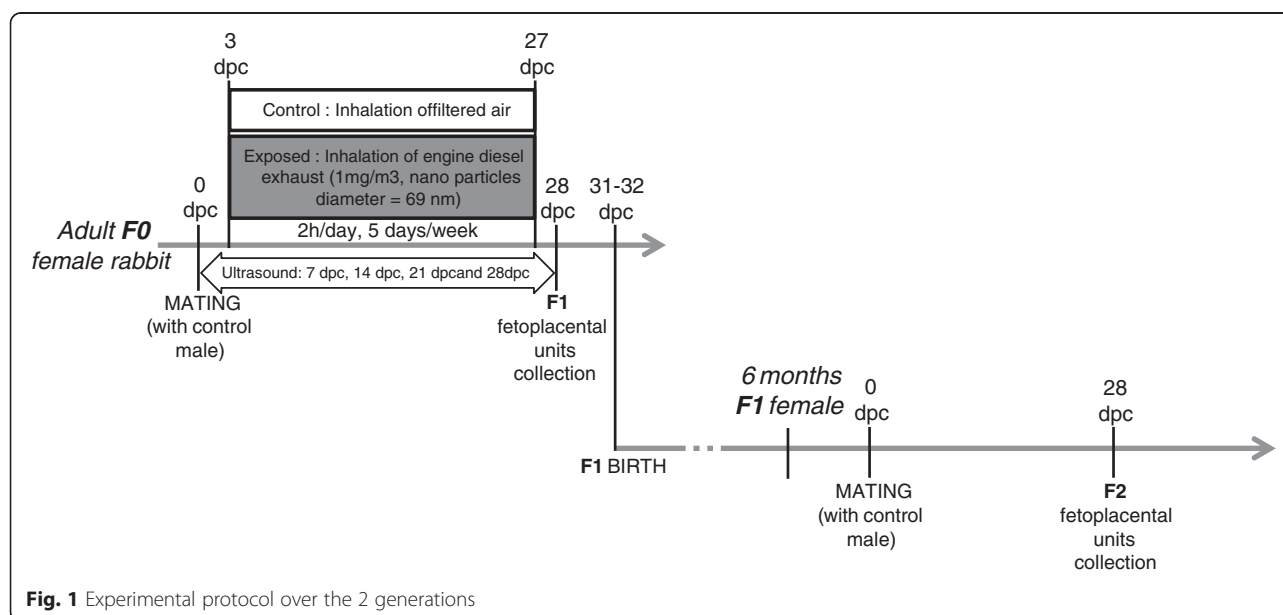 3
dpc
27
dpc
Control : Inhalation offiltered air
Exposed : Inhalation of engine diesel
exhaust (1mg/m3, nano particles
diameter = 69 nm)
0
dpc
28
dpc
31-32
dpc
2h/day, 5 days/week
Adult F0
female rabbit
Ultrasound: 7 dpc, 14 dpc, 21 dpcand 28dpc
MATING
(with control
male)
F1
fetoplacental
units
collection
6 months
F1 female
0
dpc
28
dpc
F1 BIRTH
MATING
(with control
male)
F2
fetoplacental
units
collection
Fig. 1 Experimental protocol over the 2 generations